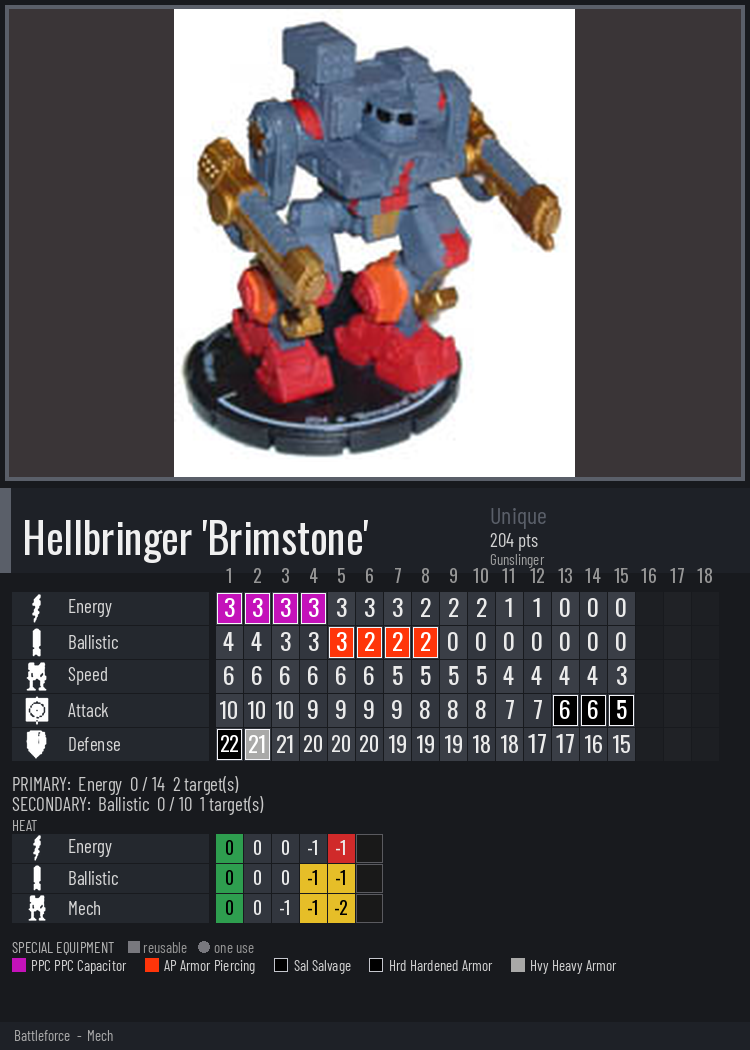 Hellbringer 'Brimstone'
Unique
204 pts
Gunslinger
1 2 3 4 5 6 7 8 9 10 11 12 13 14 15 16 17 18
Energy 3 3 3 3 3 3 3 2 2 2 1 1 0 0 0
Ballistic 4 4 3 3 3 2 2 2 0 0 0 0 0 0 0
Speed 6 6 6 6 6 6 5 5 5 5 4 4 4 4 3
Attack 10 10 10 9 9 9 9 8 8 8 7 7 6 6 5
Defense 22 21 21 20 20 20 19 19 19 18 18 17 17 16 15
PRIMARY: Energy 0 / 14 2 target(s)
SECONDARY: Ballistic 0 / 10 1 target(s)
HEAT
Energy 0 0 0 -1 -1
Ballistic 0 0 0 -1 -1
Mech 0 0 -1 -1 -2
SPECIAL EQUIPMENT reusable one use
PPC PPC Capacitor AP Armor Piercing Sal Salvage Hrd Hardened Armor Hvy Heavy Armor
Battleforce - Mech